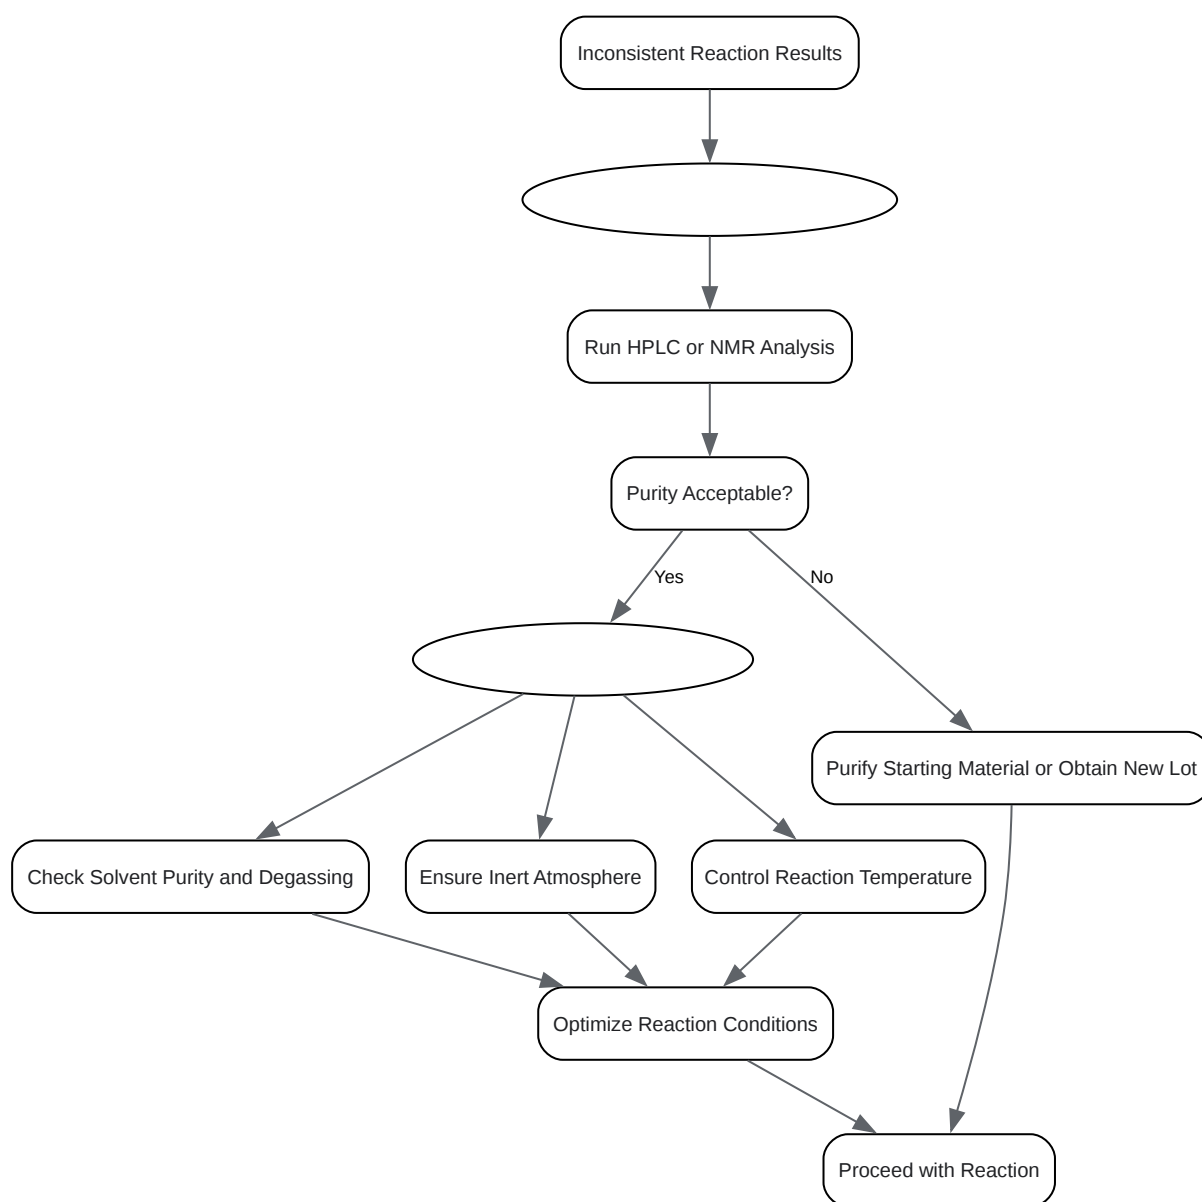 Inconsistent Reaction Results
Run HPLC or NMR Analysis
Purity Acceptable?
Yes
No
Purify Starting Material or Obtain New Lot
Check Solvent Purity and Degassing
Ensure Inert Atmosphere
Control Reaction Temperature
Optimize Reaction Conditions
Proceed with Reaction